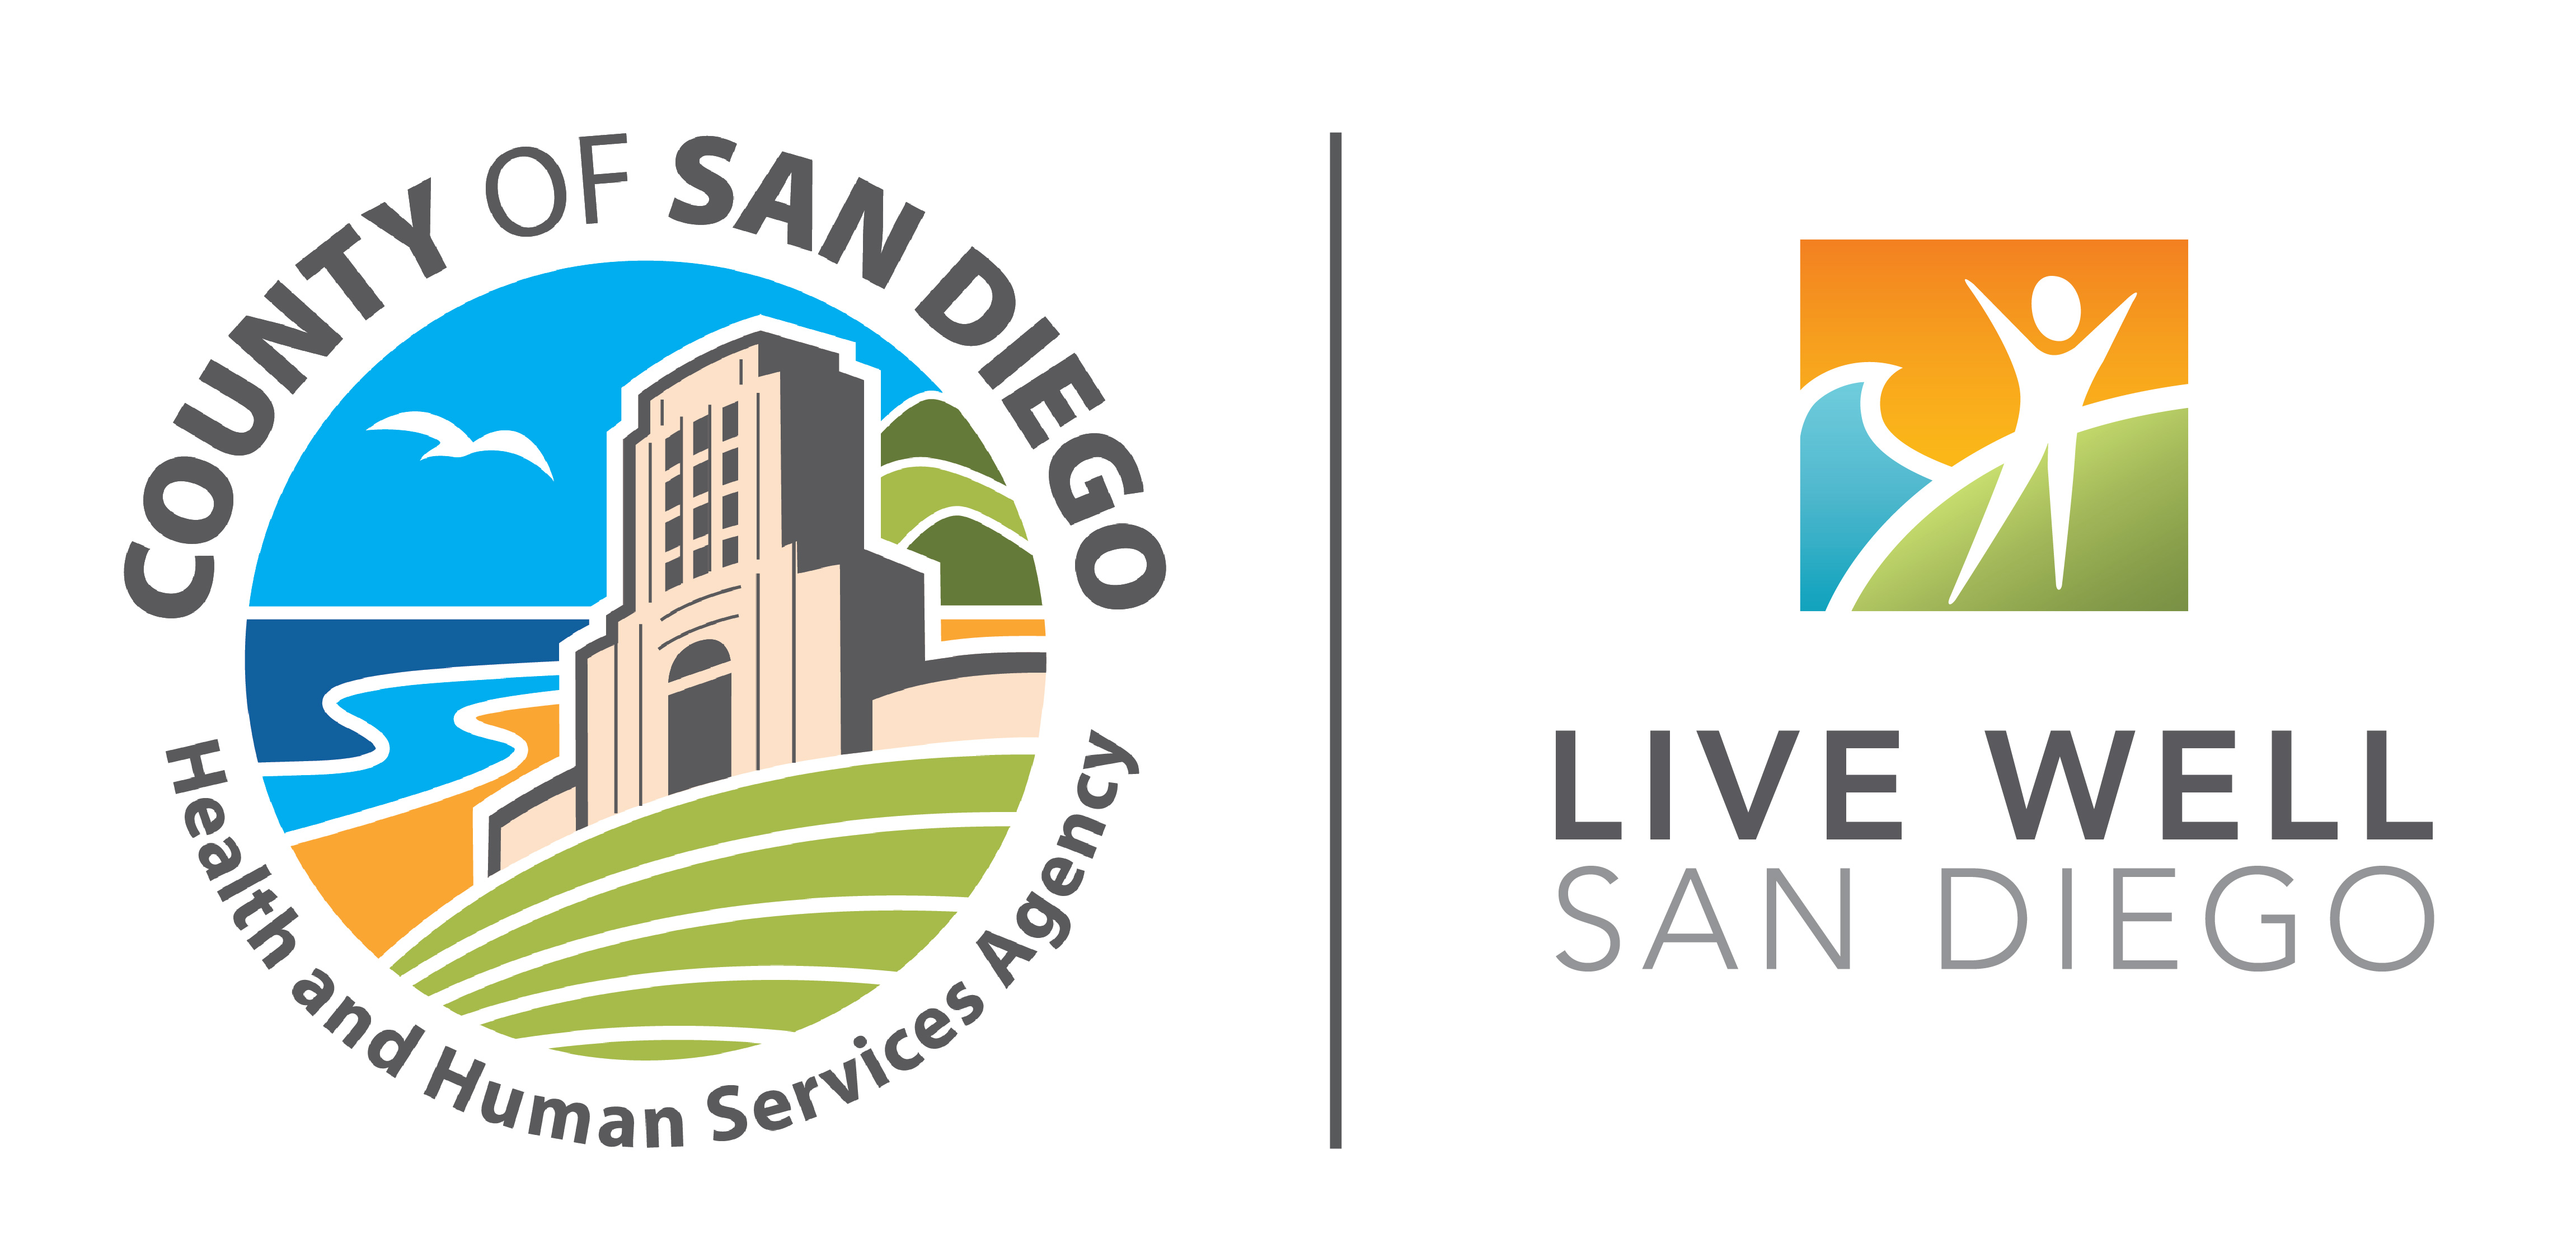 COUNTY OF SAN DIEGO
Health and Human Services Agency
LIVE WELL
SAN DIEGO